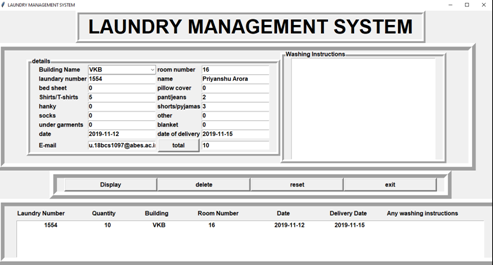 LAUNDRY MANAGEMENT SYSTEM
LAUNDRY MANAGEMENT SYSTEM
details
Building Name VKB room number 16
laundary number 1554 name Priyanshu Arora
bed sheet 0 pillow cover 0
Shirts/T-shirts 5 pant/jeans 2
hanky 0 shorts/pyjamas 3
socks 0 other 0
under garments 0 blanket 0
date 2019-11-12 date of delivery 2019-11-15
E-mail u.18bcs1097@abes.ac.i total 10
Washing Instructions
Display delete reset exit
Laundry Number Quantity Building Room Number Date Delivery Date Any washing instructions
1554 10 VKB 16 2019-11-12 2019-11-15